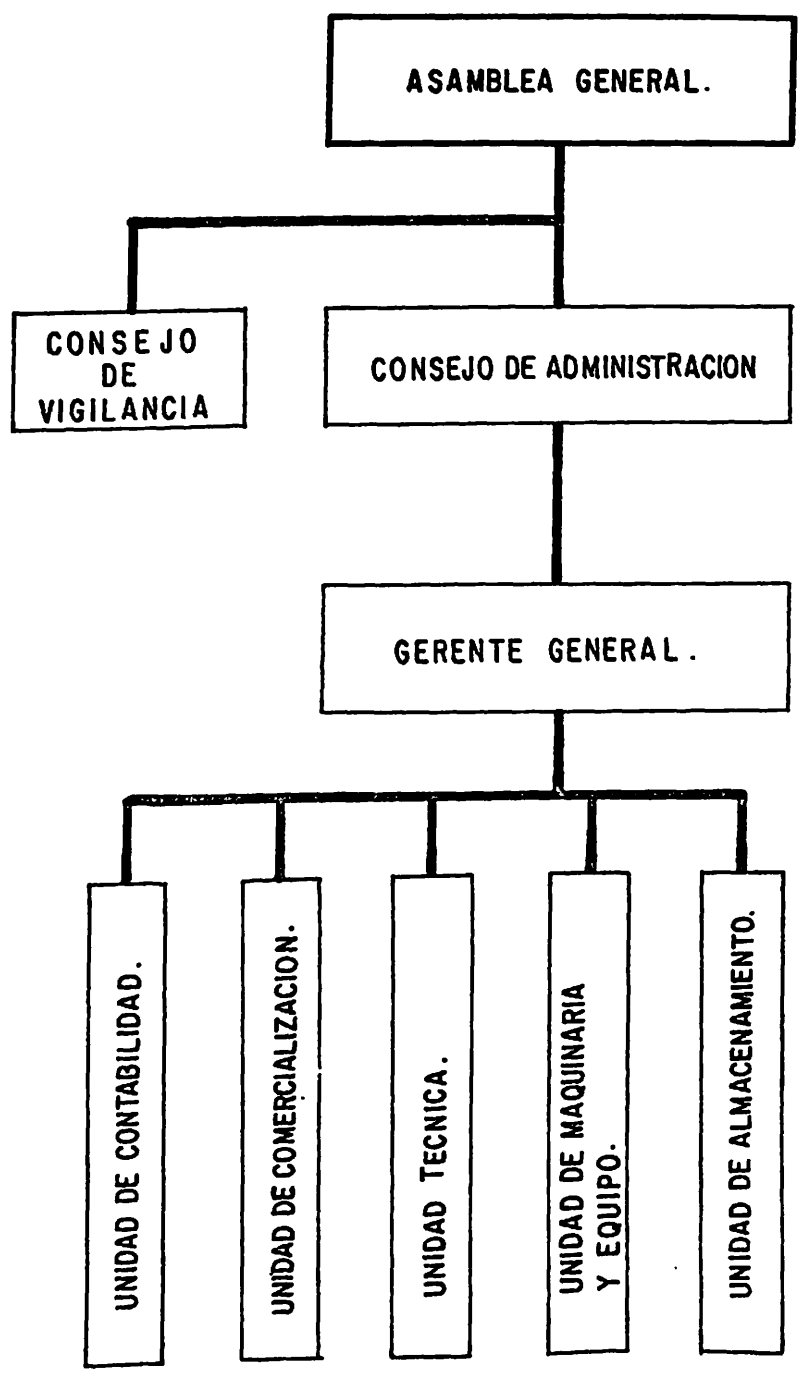 ASAMBLEA GENERAL.
CONSEJO
DE
VIGILANCIA
CONSEJO DE ADMINISTRACION
GERENTE GENERAL.
UNIDAD DE CONTABILIDAD.
UNIDAD DE COMERCIALIZACION.
UNIDAD TECNICA.
UNIDAD DE MAQUINARIA
Y EQUIPO.
UNIDAD DE ALMACENAMIENTO.